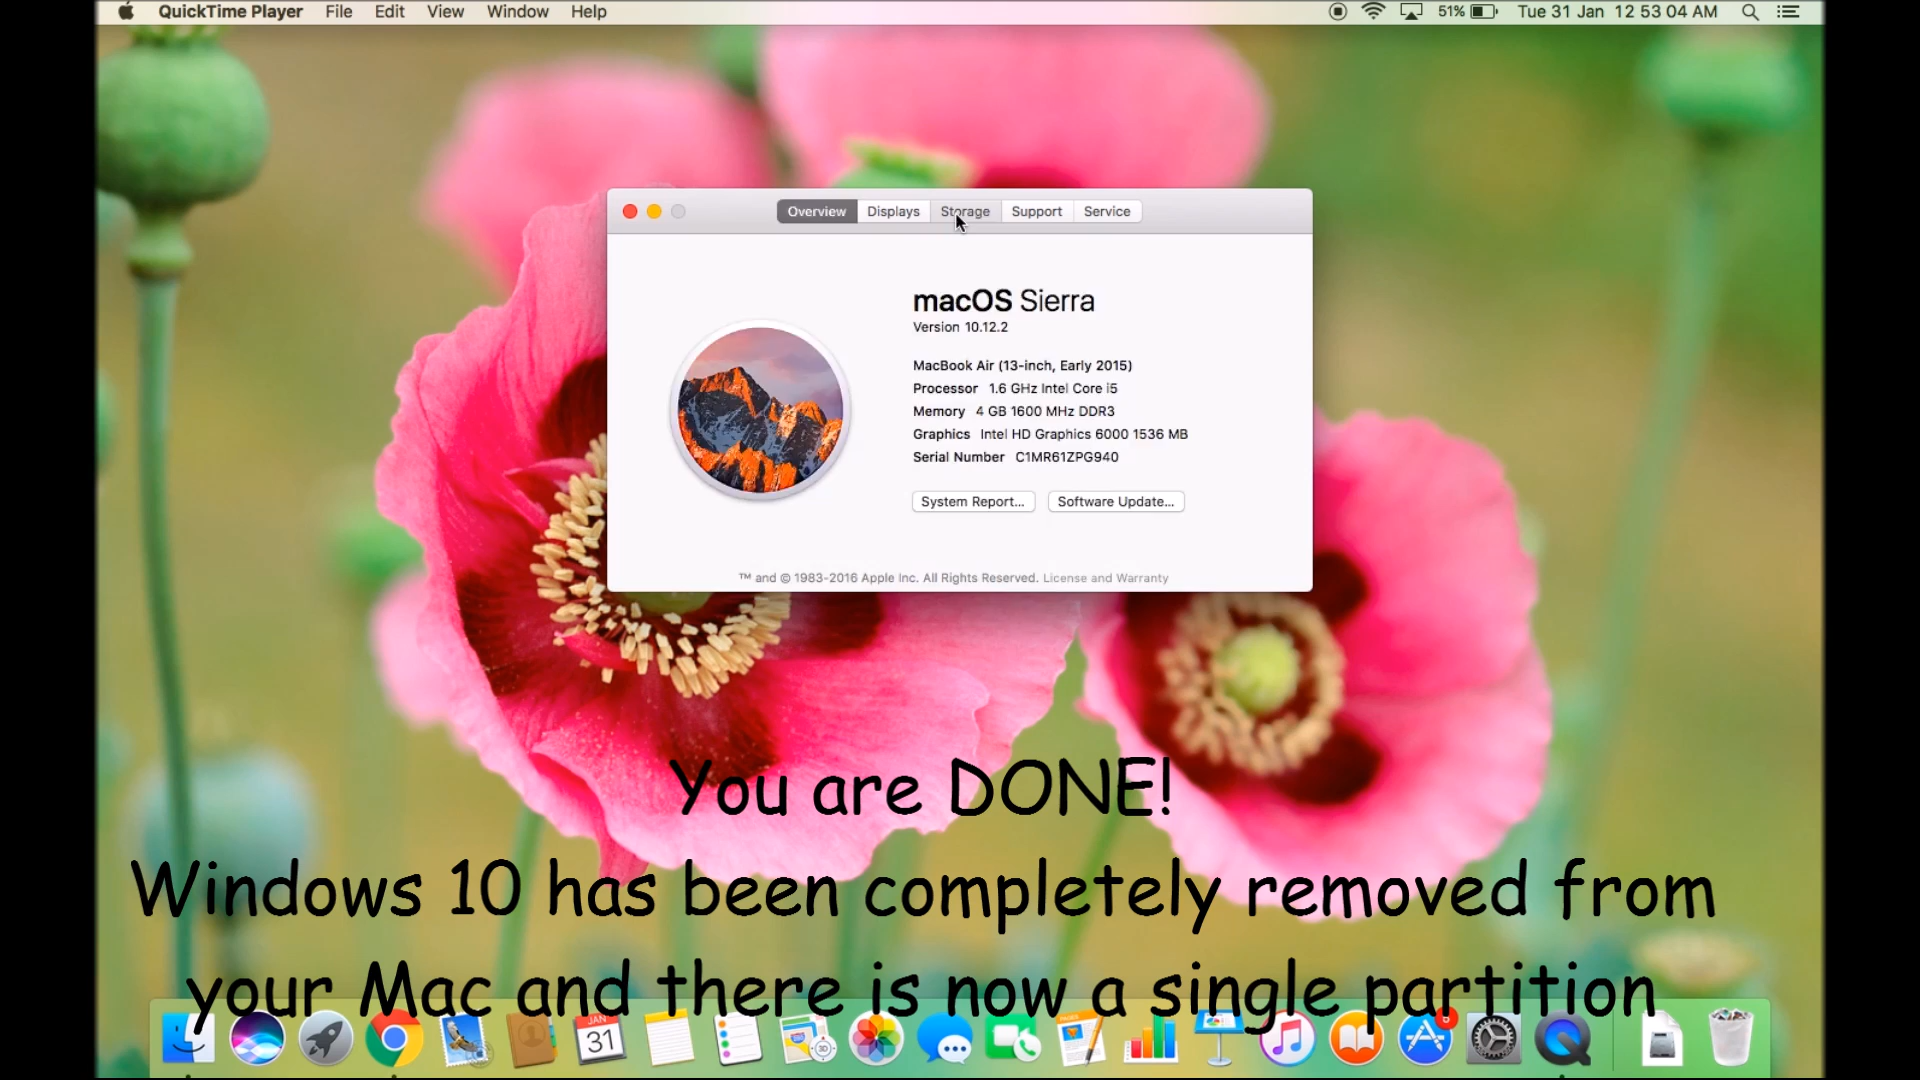 QuickTime Player File Edit View Window Help 51% Tue 31 Jan 12 53 04 AM
Overview Displays Storage Support Service
macOS Sierra
Version 10.12.2
MacBook Air (13-inch, Early 2015)
Processor 1.6 GHz Intel Core i5
Memory 4 GB 1600 MHz DDR3
Graphics Intel HD Graphics 6000 1536 MB
Serial Number C1MR61ZPG940
System Report... Software Update...
™ and © 1983-2016 Apple Inc. All Rights Reserved. License and Warranty
You are DONE!
Windows 10 has been completely removed from
your Mac and there is now a single partition
JAN
31